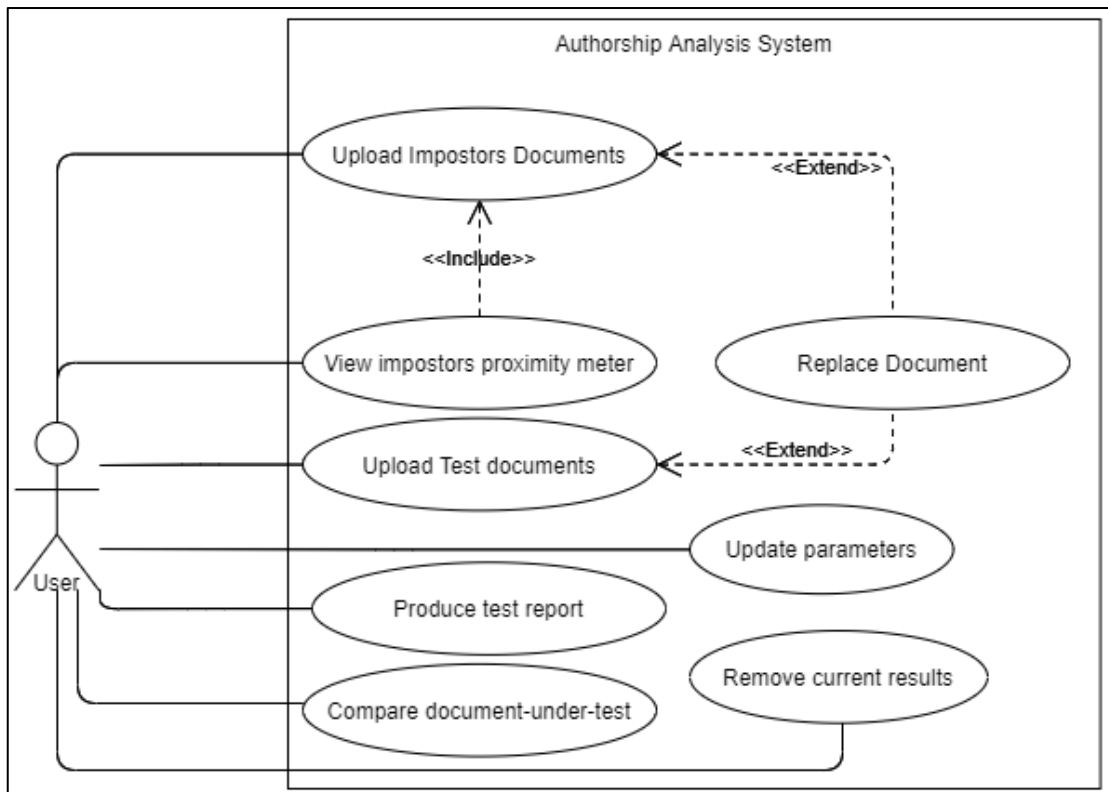 Authorship Analysis System
Upload Impostors Documents
<<Extend>>
<<Include>>
View impostors proximity meter
Replace Document
<<Extend>>
Upload Test documents
Update parameters
User
Produce test report
Remove current results
Compare document-under-test